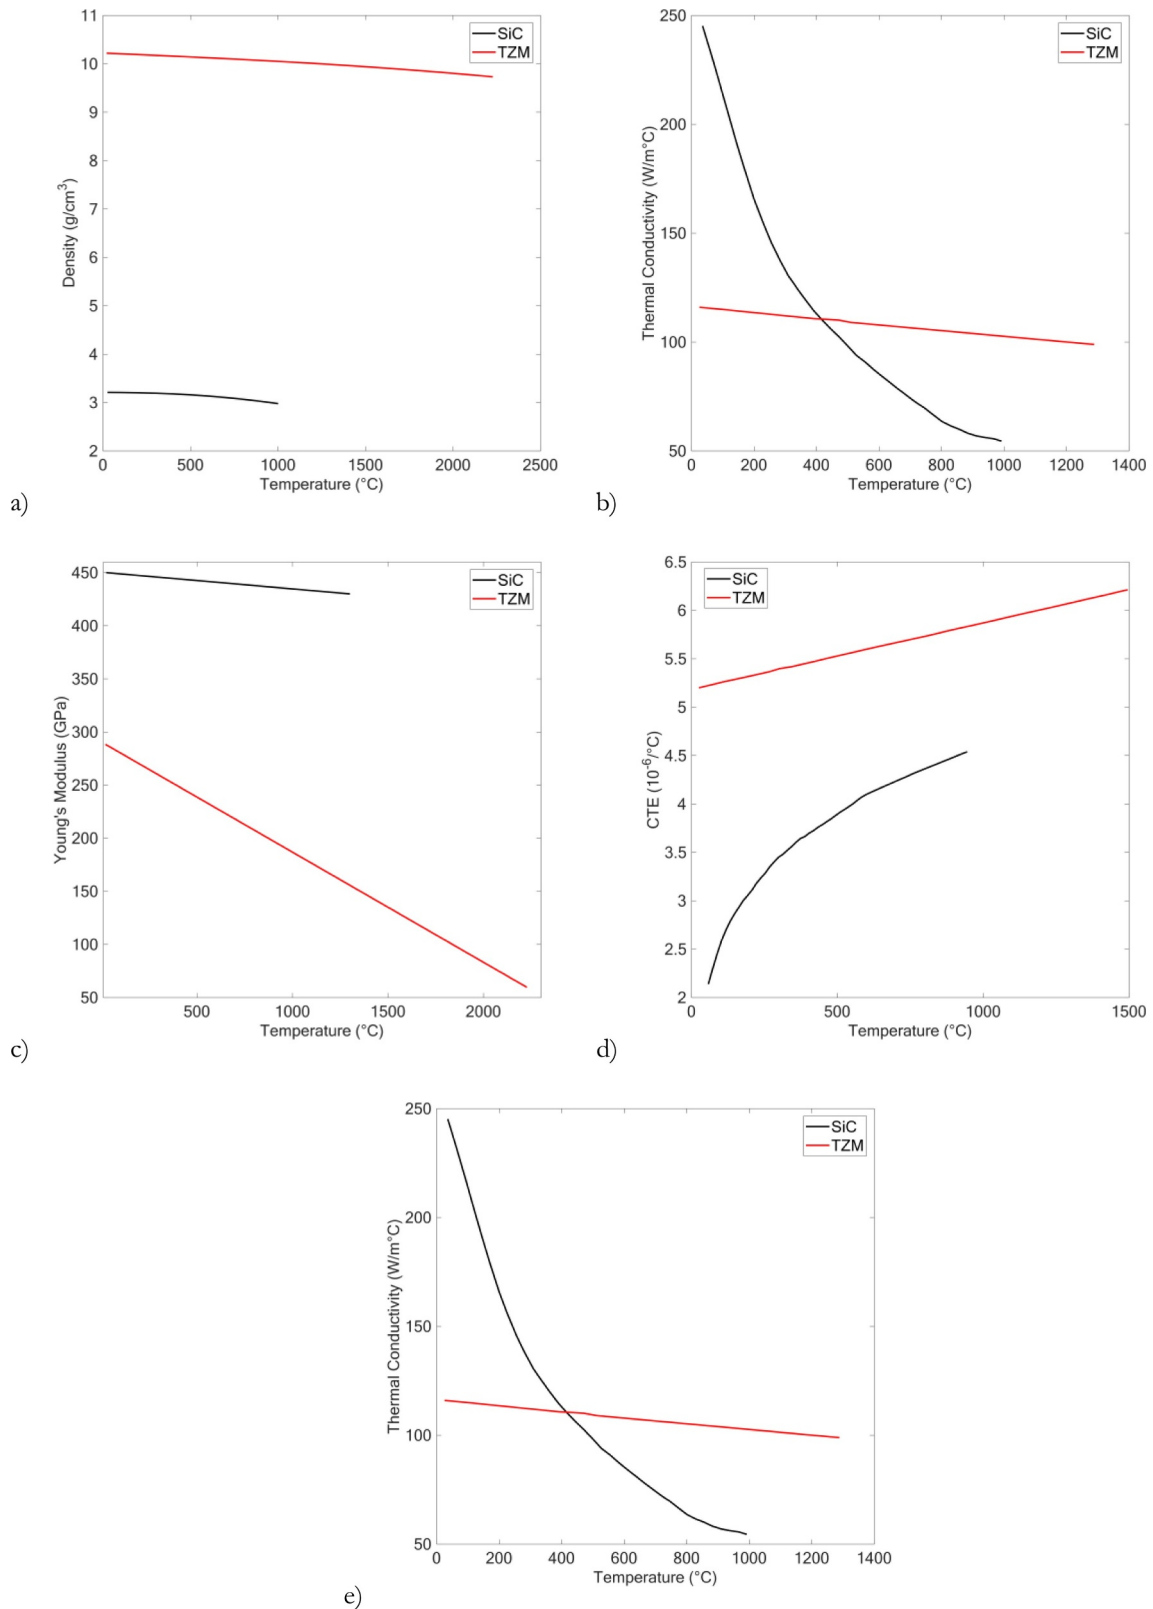 11
10
9
8
7
6
5
4
3
2
0 500 1000 1500 2000 2500
Density (g/cm³)
Temperature (°C)
SiC
TZM
a)
250
200
150
100
50
0 200 400 600 800 1000 1200 1400
Thermal Conductivity (W/m°C)
Temperature (°C)
SiC
TZM
b)
450
400
350
300
250
200
150
100
50
500 1000 1500 2000
Young's Modulus (GPa)
Temperature (°C)
SiC
TZM
c)
6.5
6
5.5
5
4.5
4
3.5
3
2.5
2
0 500 1000 1500
CTE (10⁻⁶/°C)
Temperature (°C)
SiC
TZM
d)
250
200
150
100
50
0 200 400 600 800 1000 1200 1400
Thermal Conductivity (W/m°C)
Temperature (°C)
SiC
TZM
e)